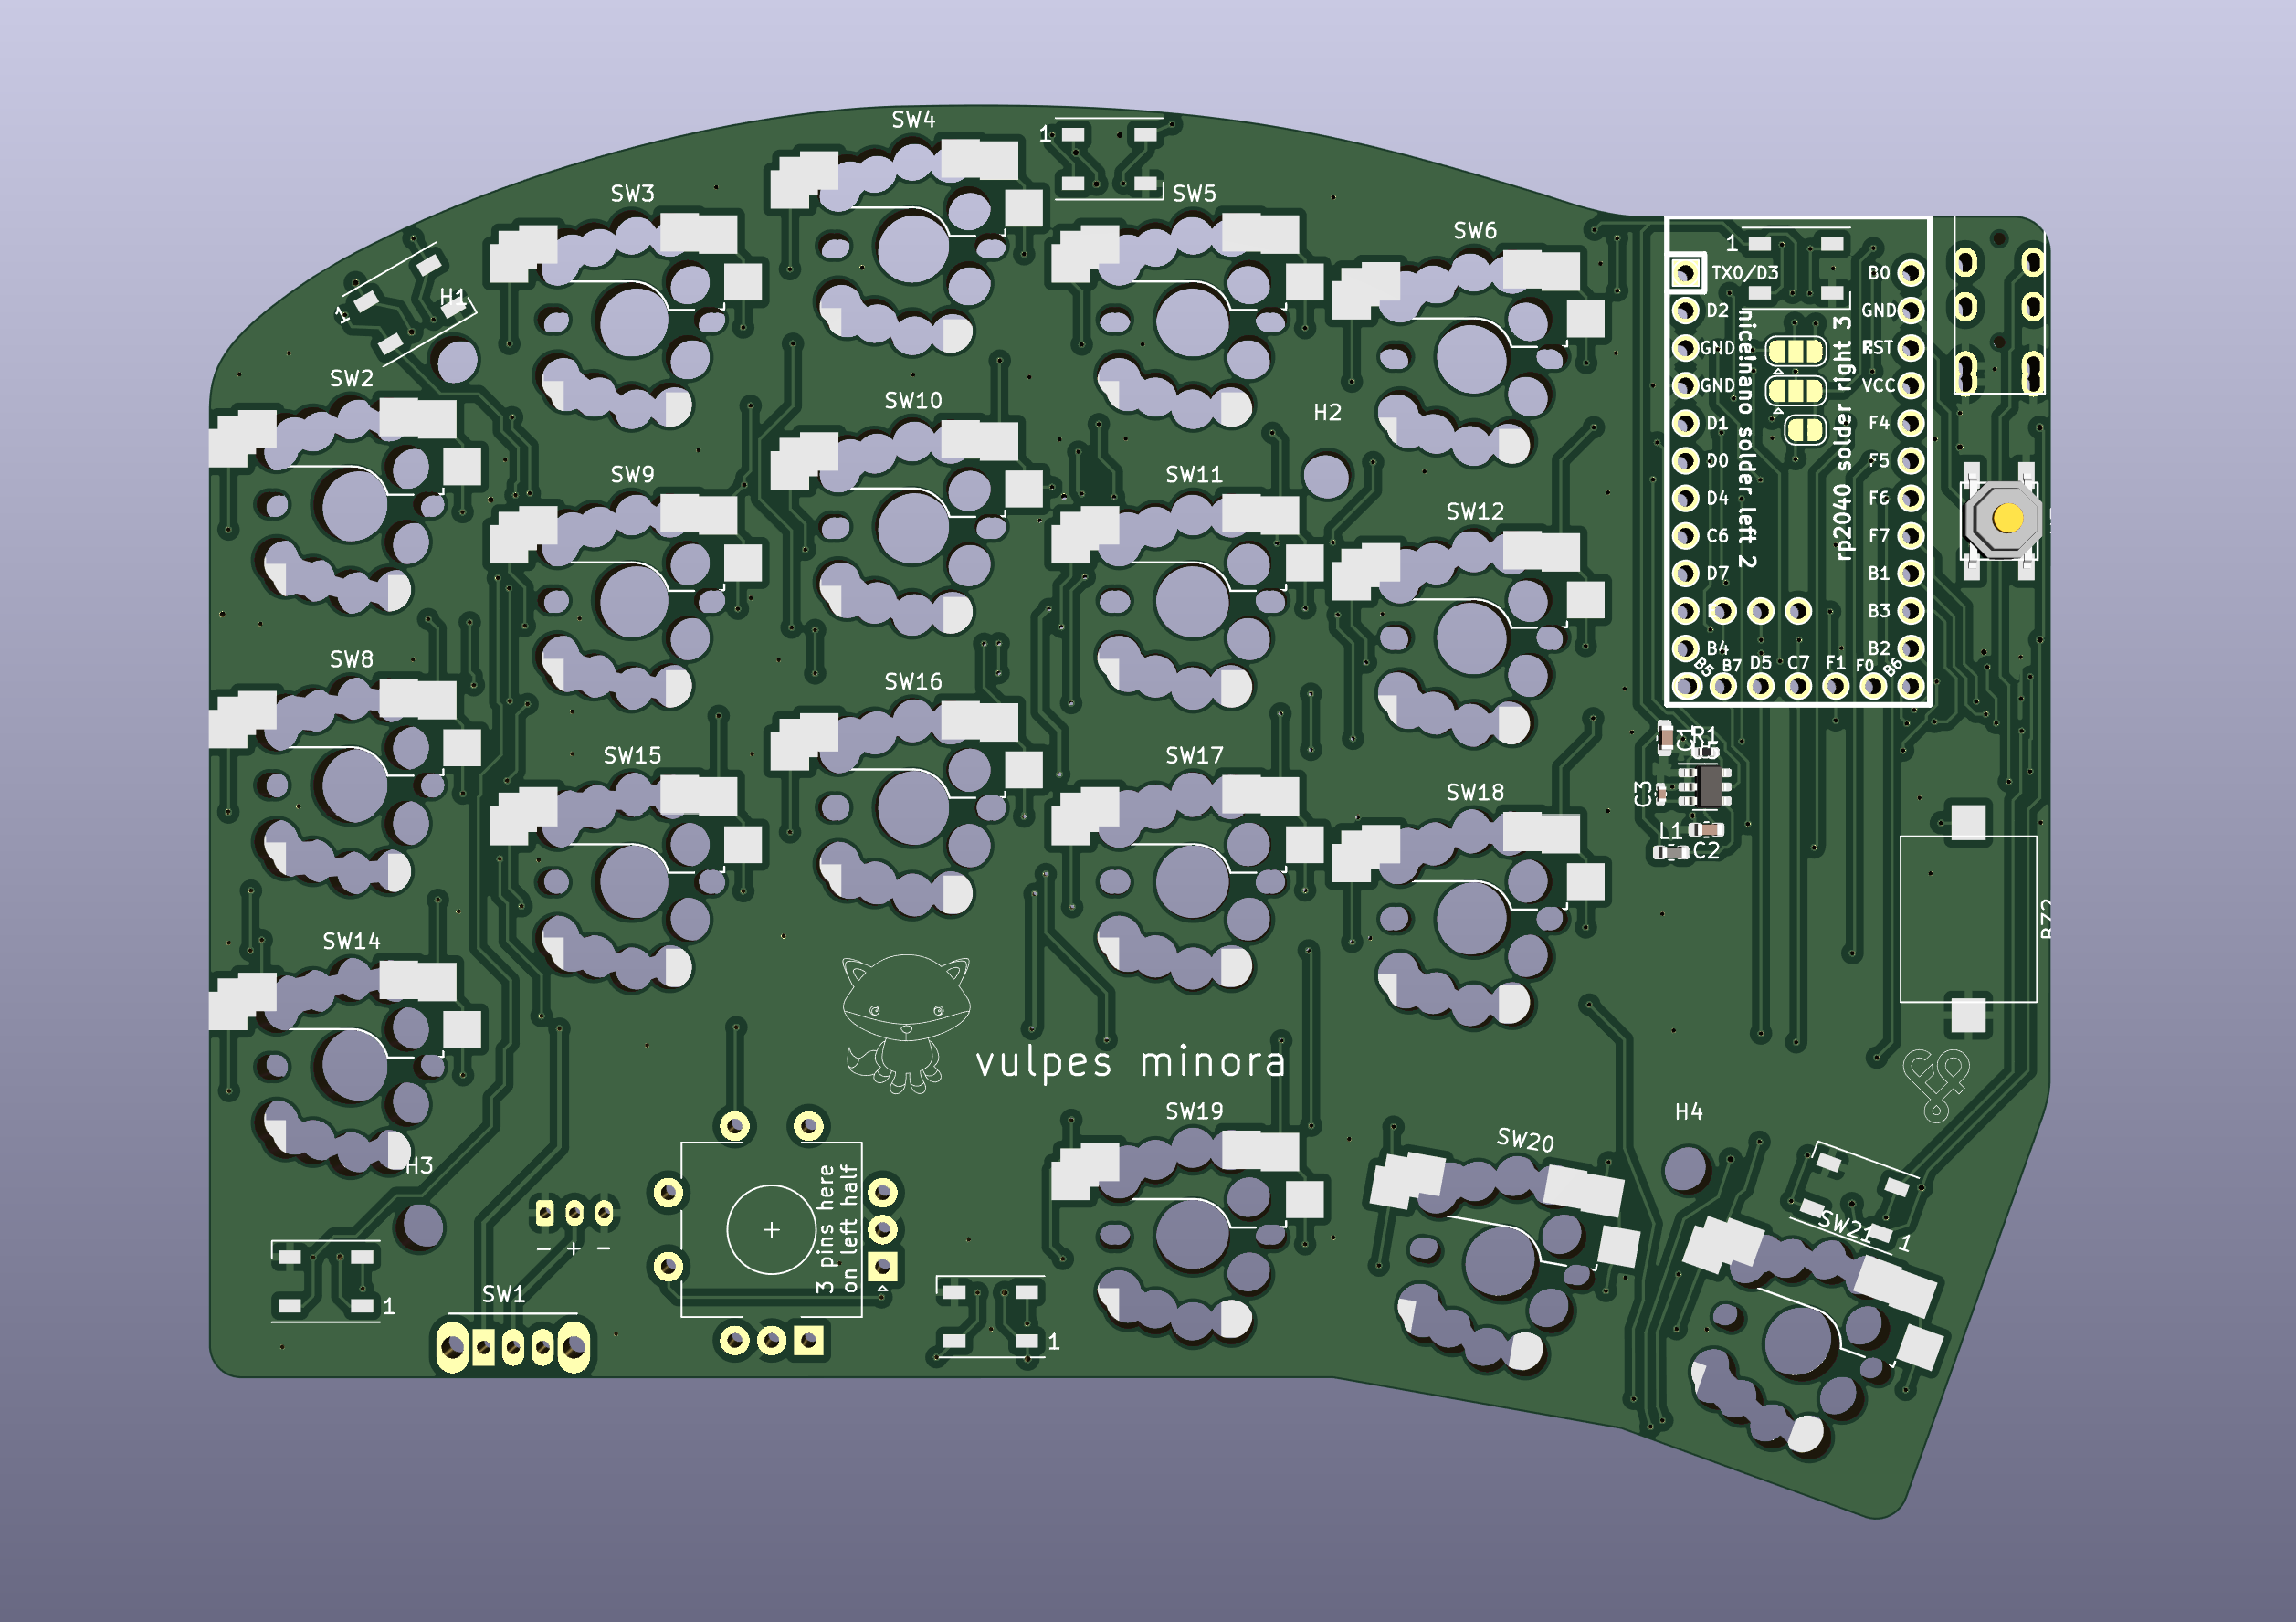 SW4
1
SW3
SW5
SW6
1
TX0/D3
B0
H1
1
D2
GND
GND
RST
GND
VCC
D1
F4
D0
F5
D4
F6
C6
F7
D7
B1
B3
B4
B2
B5
B7
D5
C7
F1
F0
B6
nice!nano solder left 2
rp2040 solder right 3
SW2
SW10
H2
SW9
SW11
SW12
SW8
SW16
SW15
SW17
SW18
C1
R1
C3
L1
C2
BZ2
SW14
vulpes minora
H3
SW19
SW20
H4
SW21
1
3 pins here
on left half
- + -
SW1
1
1